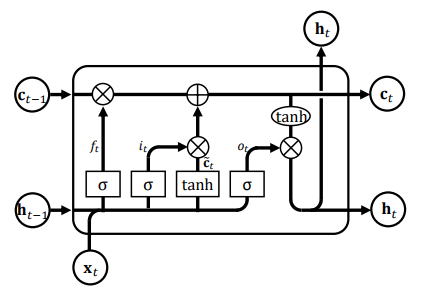 h_t
c_{t-1}
c_t
tanh
f_t
i_t
c̃_t
o_t
σ
σ
tanh
σ
h_{t-1}
h_t
x_t